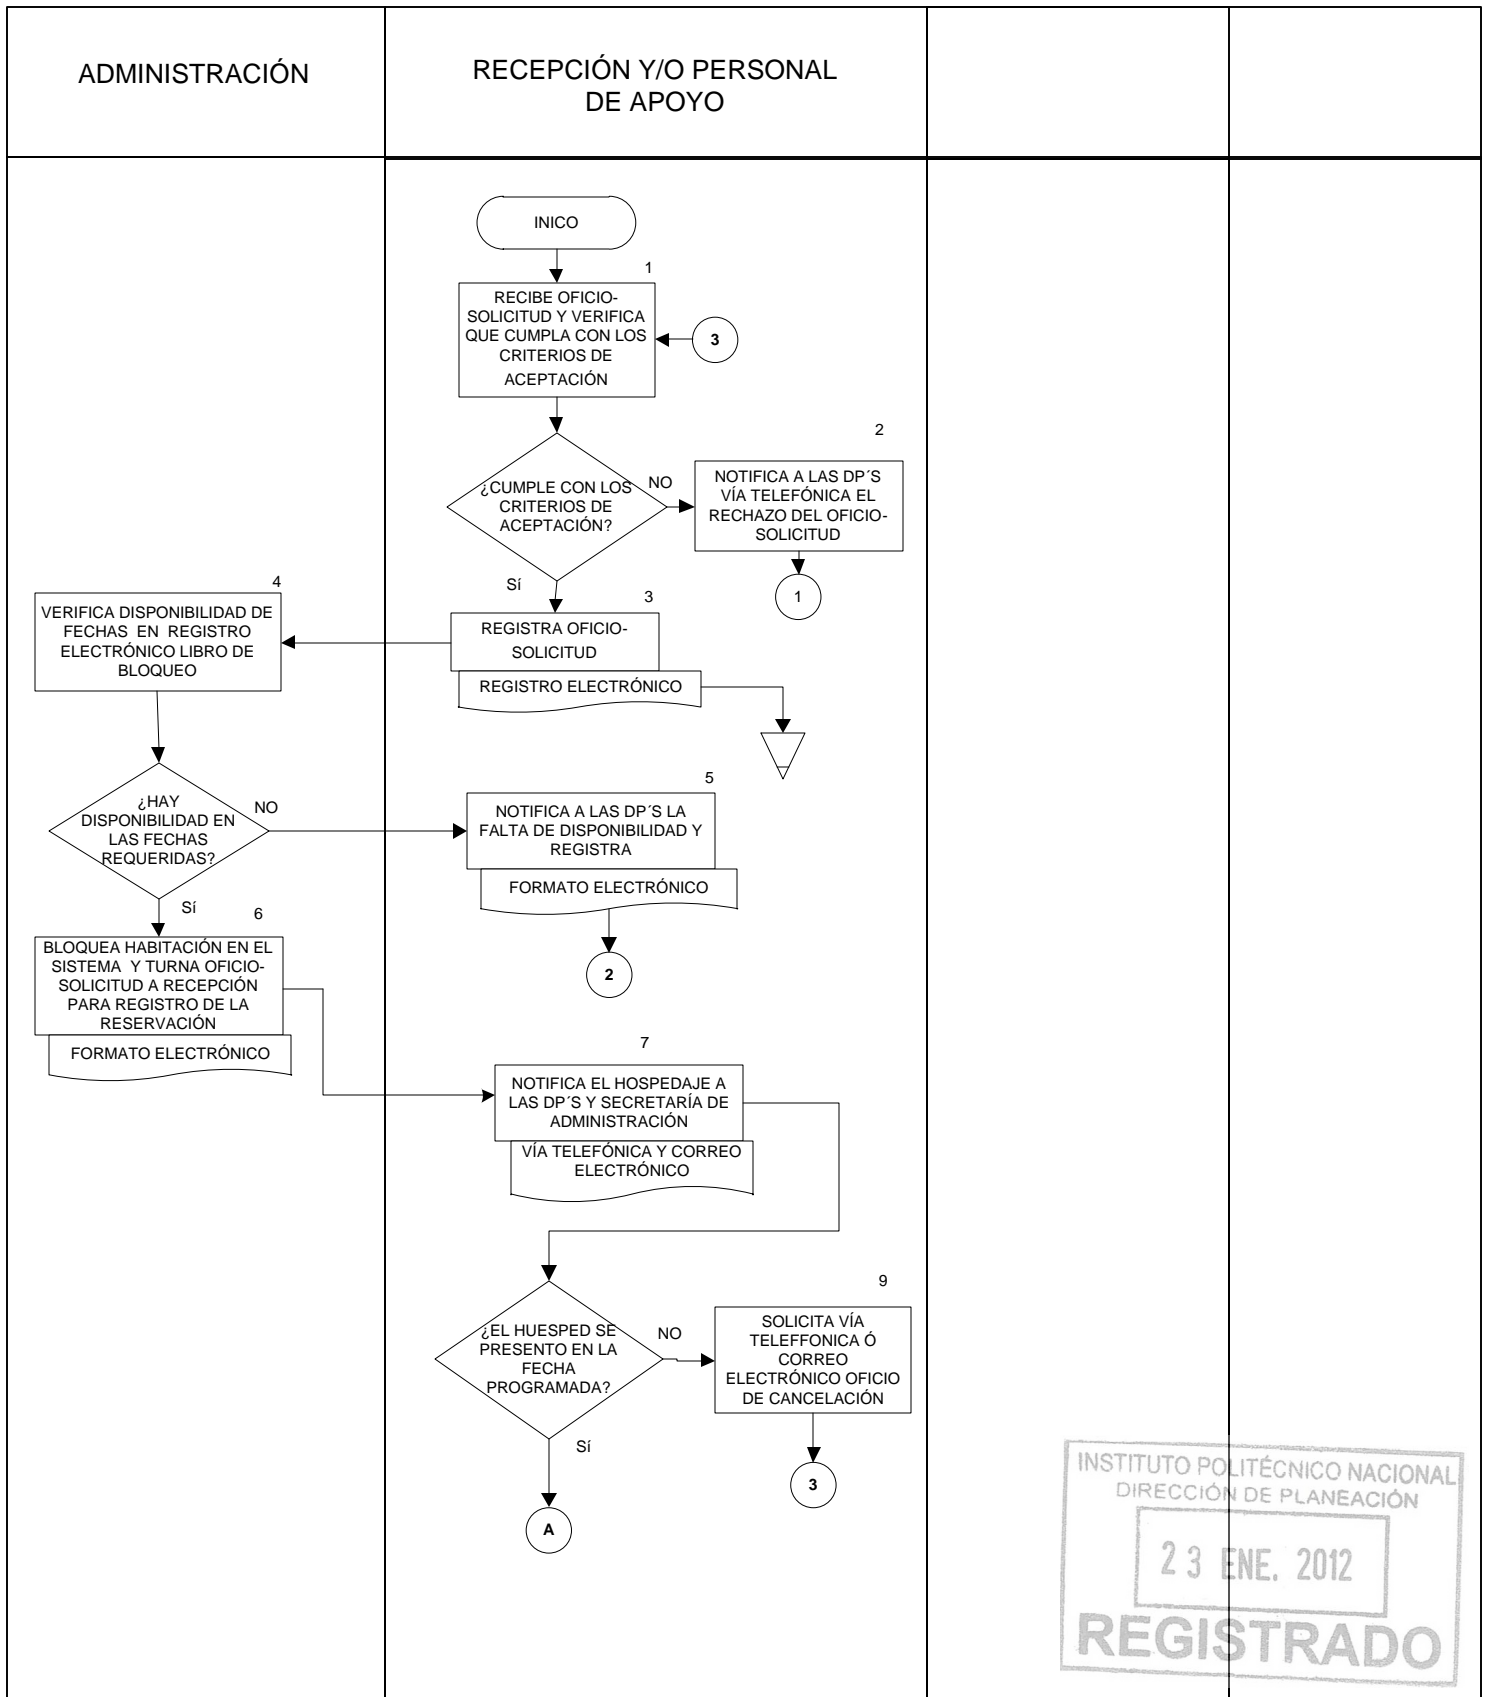 ADMINISTRACIÓN
RECEPCIÓN Y/O PERSONAL
DE APOYO
INICO
1
RECIBE OFICIO-
SOLICITUD Y VERIFICA
QUE CUMPLA CON LOS
CRITERIOS DE
ACEPTACIÓN
3
2
¿CUMPLE CON LOS
CRITERIOS DE
ACEPTACIÓN?
NO
NOTIFICA A LAS DP´S
VÍA TELEFÓNICA EL
RECHAZO DEL OFICIO-
SOLICITUD
1
Sí
3
REGISTRA OFICIO-
SOLICITUD
REGISTRO ELECTRÓNICO
4
VERIFICA DISPONIBILIDAD DE
FECHAS EN REGISTRO
ELECTRÓNICO LIBRO DE
BLOQUEO
¿HAY
DISPONIBILIDAD EN
LAS FECHAS
REQUERIDAS?
NO
5
NOTIFICA A LAS DP´S LA
FALTA DE DISPONIBILIDAD Y
REGISTRA
FORMATO ELECTRÓNICO
2
Sí
6
BLOQUEA HABITACIÓN EN EL
SISTEMA Y TURNA OFICIO-
SOLICITUD A RECEPCIÓN
PARA REGISTRO DE LA
RESERVACIÓN
FORMATO ELECTRÓNICO
7
NOTIFICA EL HOSPEDAJE A
LAS DP´S Y SECRETARÍA DE
ADMINISTRACIÓN
VÍA TELEFÓNICA Y CORREO
ELECTRÓNICO
¿EL HUESPED SE
PRESENTO EN LA
FECHA
PROGRAMADA?
NO
9
SOLICITA VÍA
TELEFFONICA Ó
CORREO
ELECTRÓNICO OFICIO
DE CANCELACIÓN
3
Sí
A
INSTITUTO POLITÉCNICO NACIONAL
DIRECCIÓN DE PLANEACIÓN
23 ENE. 2012
REGISTRADO